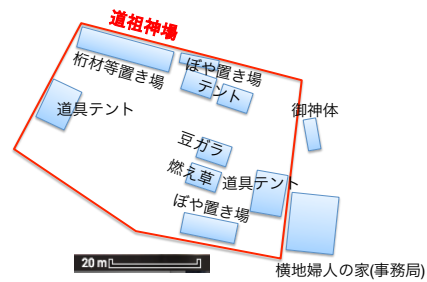 道祖神場
桁材等置き場
ぼや置き場
テント
道具テント
御神体
豆ガラ
燃え草
道具テント
ぼや置き場
横地婦人の家(事務局)
20 m